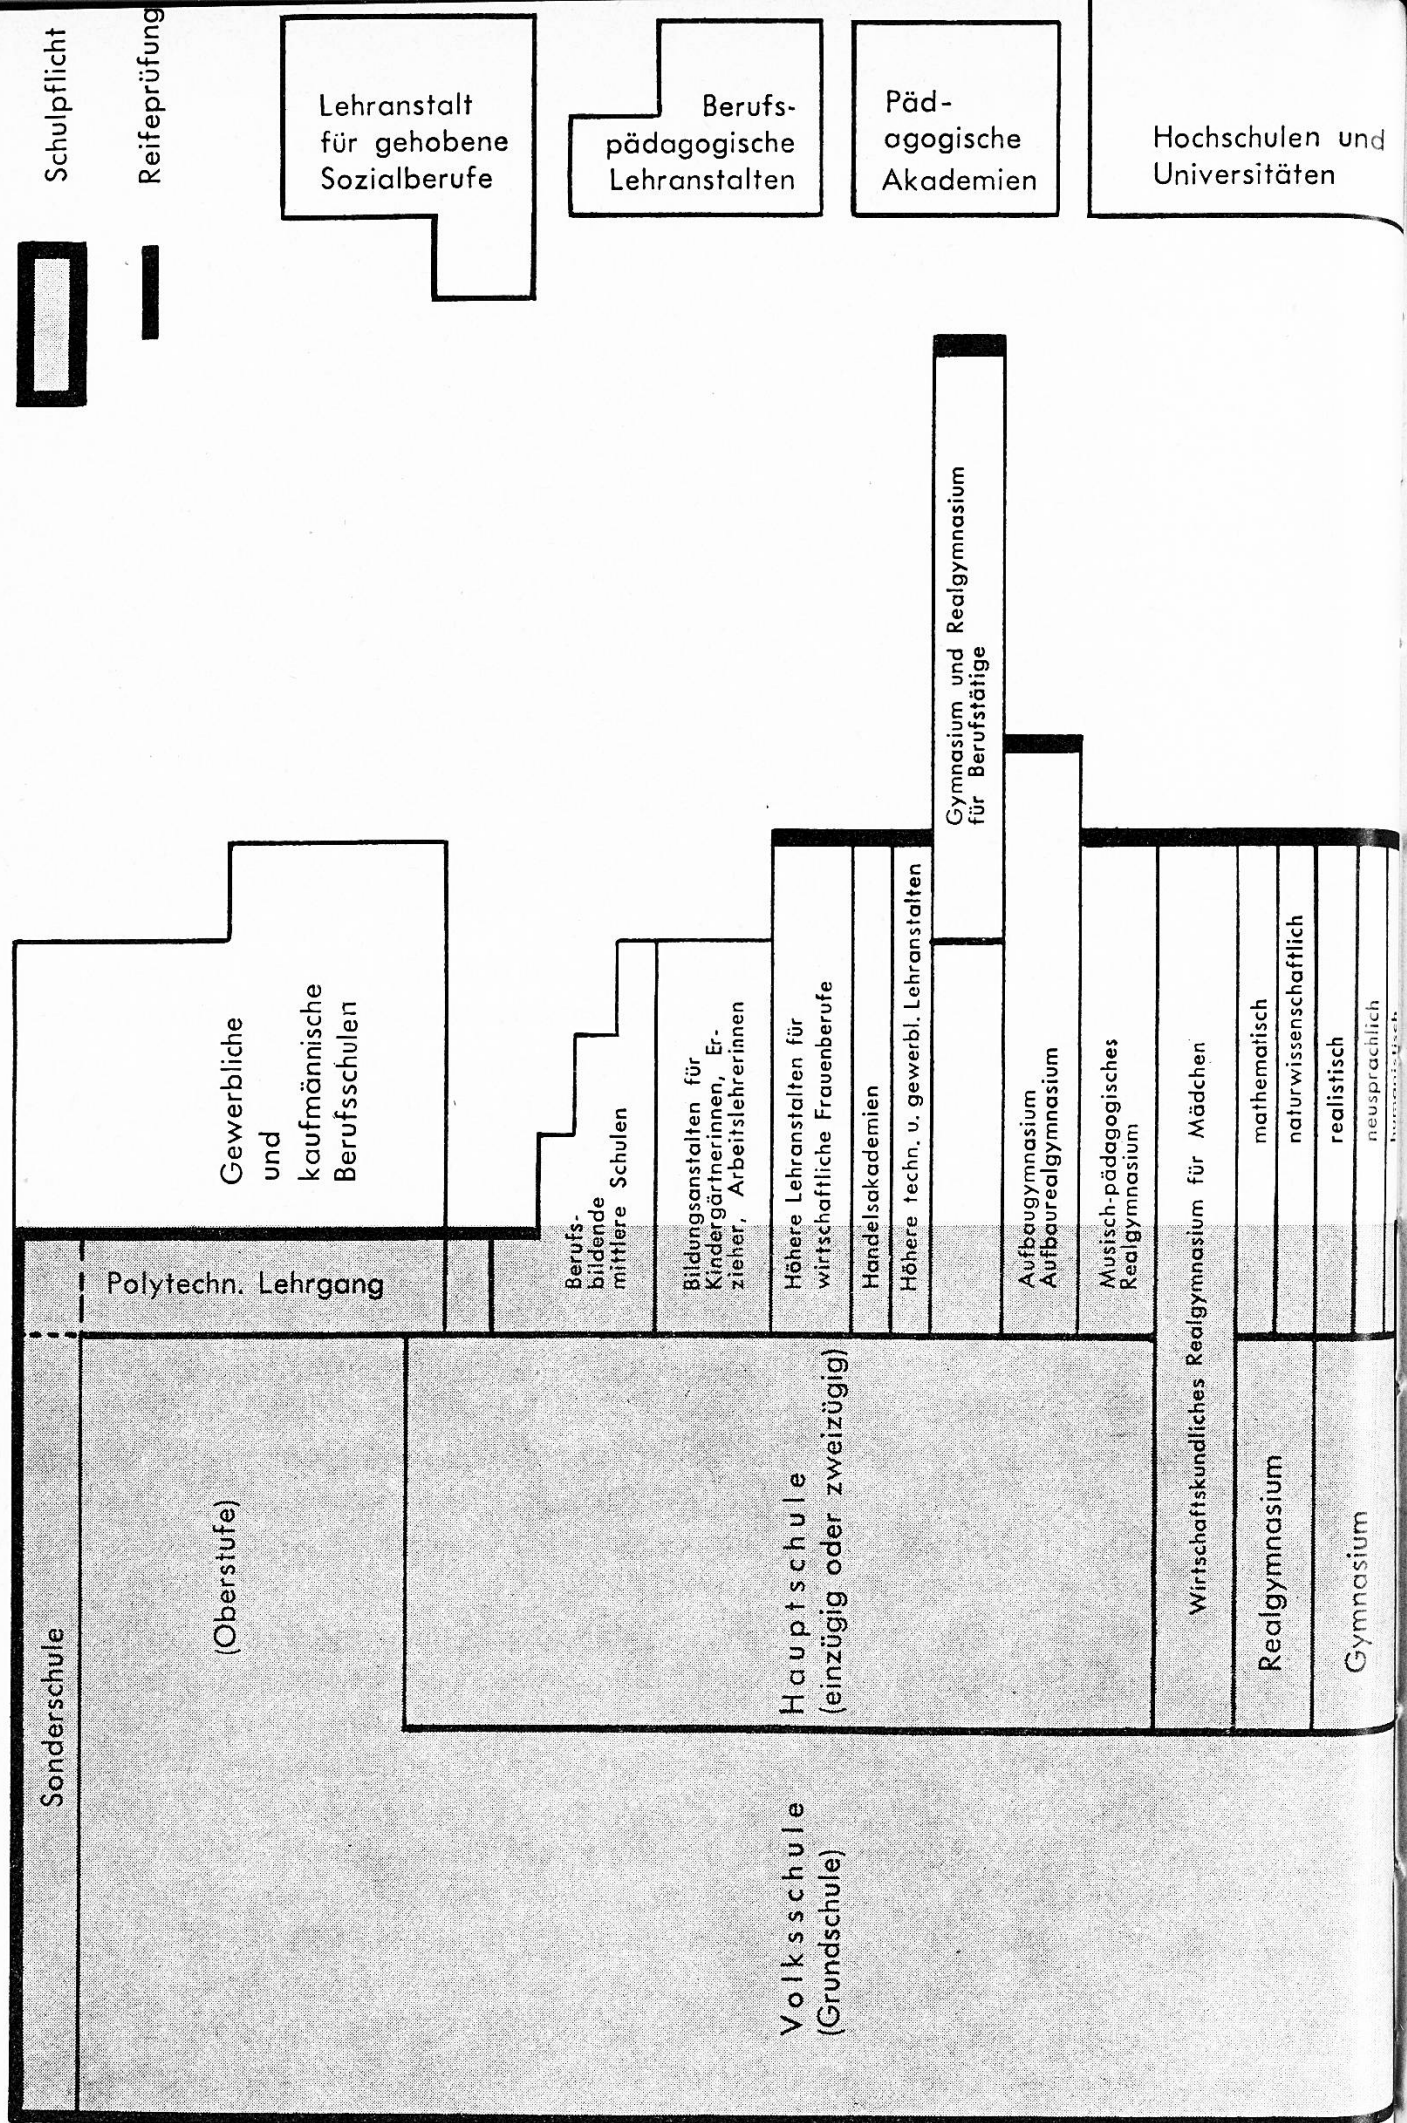 Schulpflicht
Reifeprüfung
Lehranstalt
für gehobene
Sozialberufe
Berufs-
pädagogische
Lehranstalten
Päd-
agogische
Akademien
Hochschulen und
Universitäten
Gewerbliche
und
kaufmännische
Berufsschulen
Polytechn. Lehrgang
Berufs-
bildende
mittlere Schulen
Bildungsanstalten für
Kindergärtnerinnen, Er-
zieher, Arbeitslehrerinnen
Höhere Lehranstalten für
wirtschaftliche Frauenberufe
Handelsakademien
Höhere techn. u. gewerbl. Lehranstalten
Gymnasium und Realgymnasium
für Berufstätige
Aufbaugymnasium
Aufbaurealgymnasium
Musisch-pädagogisches
Realgymnasium
Wirtschaftskundliches Realgymnasium für Mädchen
mathematisch
naturwissenschaftlich
realistisch
neusprachlich
Sonderschule
(Oberstufe)
Hauptschule
(einzügig oder zweizügig)
Realgymnasium
Gymnasium
Volksschule
(Grundschule)